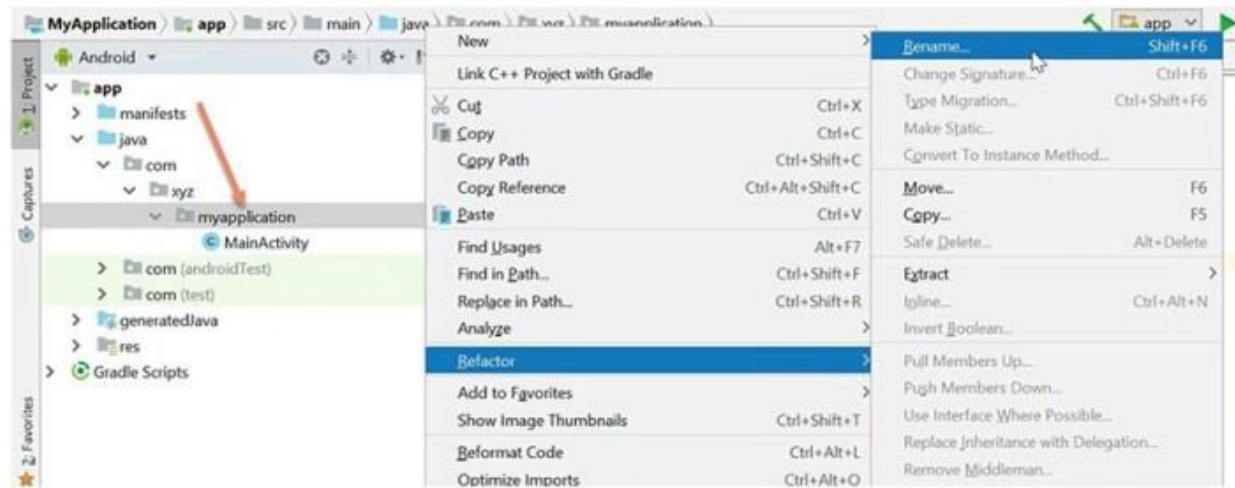 MyApplication app src main java com xyz myapplication
app
1: Project
Android
app
manifests
java
com
xyz
myapplication
MainActivity
com (androidTest)
com (test)
generatedJava
res
Gradle Scripts
Captures
2: Favorites
New
Link C++ Project with Gradle
Cut Ctrl+X
Copy Ctrl+C
Copy Path Ctrl+Shift+C
Copy Reference Ctrl+Alt+Shift+C
Paste Ctrl+V
Find Usages Alt+F7
Find in Path... Ctrl+Shift+F
Replace in Path... Ctrl+Shift+R
Analyze
Refactor
Add to Favorites
Show Image Thumbnails Ctrl+Shift+T
Reformat Code Ctrl+Alt+L
Optimize Imports Ctrl+Alt+O
Rename... Shift+F6
Change Signature... Ctrl+F6
Type Migration... Ctrl+Shift+F6
Make Static...
Convert To Instance Method...
Move... F6
Copy... F5
Safe Delete... Alt+Delete
Extract
Inline... Ctrl+Alt+N
Invert Boolean...
Pull Members Up...
Push Members Down...
Use Interface Where Possible...
Replace Inheritance with Delegation...
Remove Middleman...